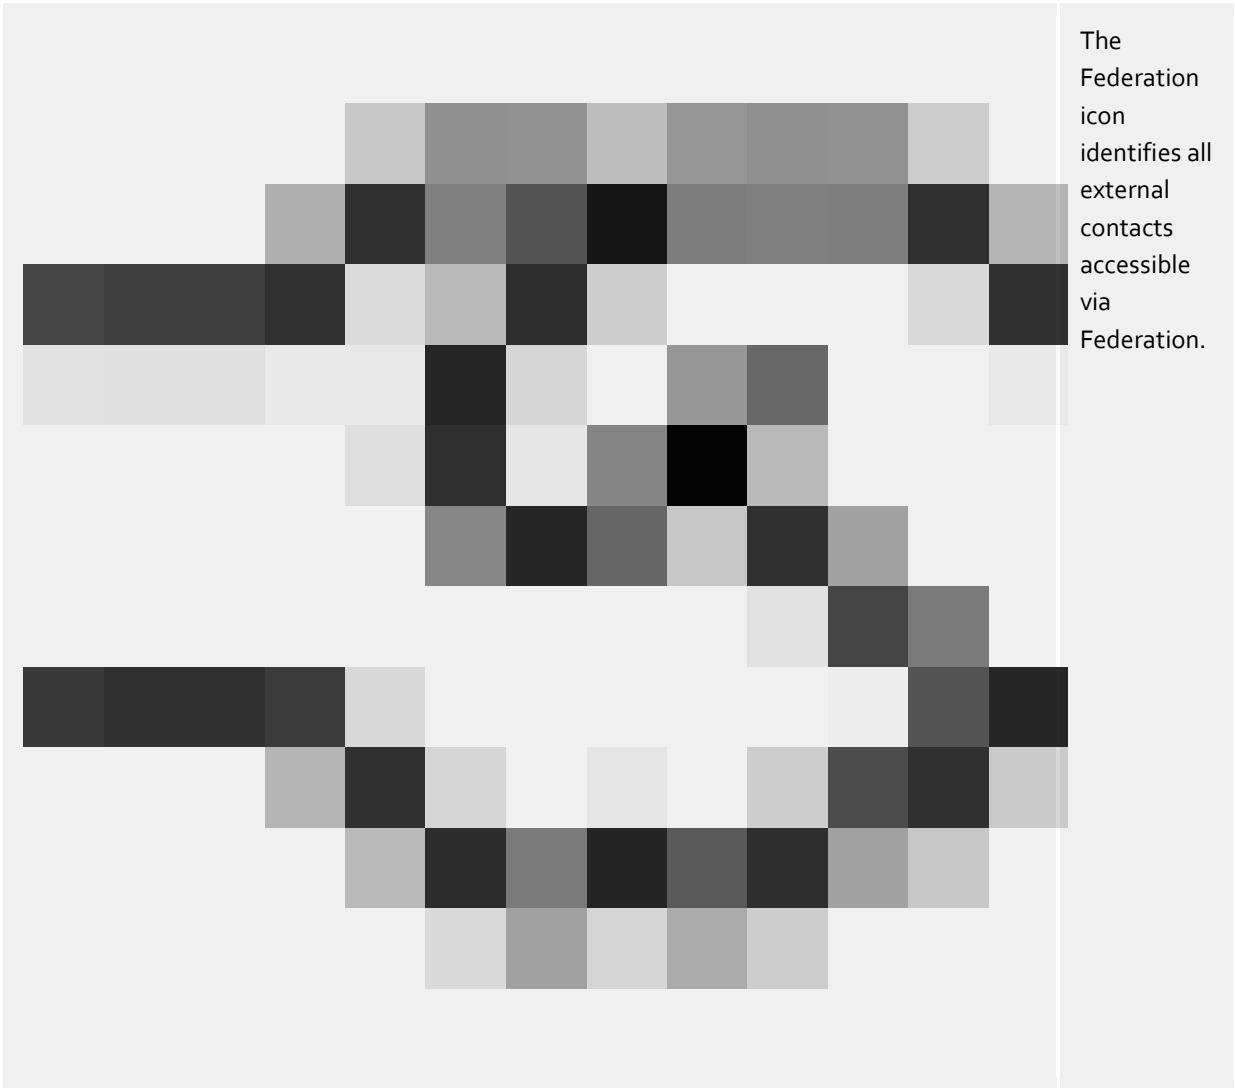 The
Federation
icon
identifies all
external
contacts
accessible
via
Federation.